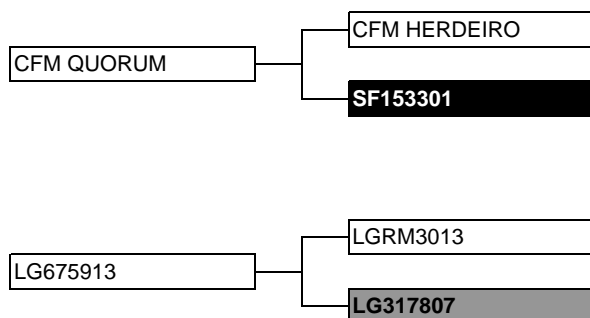 CFM HERDEIRO
CFM QUORUM
SF153301
LGRM3013
LG675913
LG317807